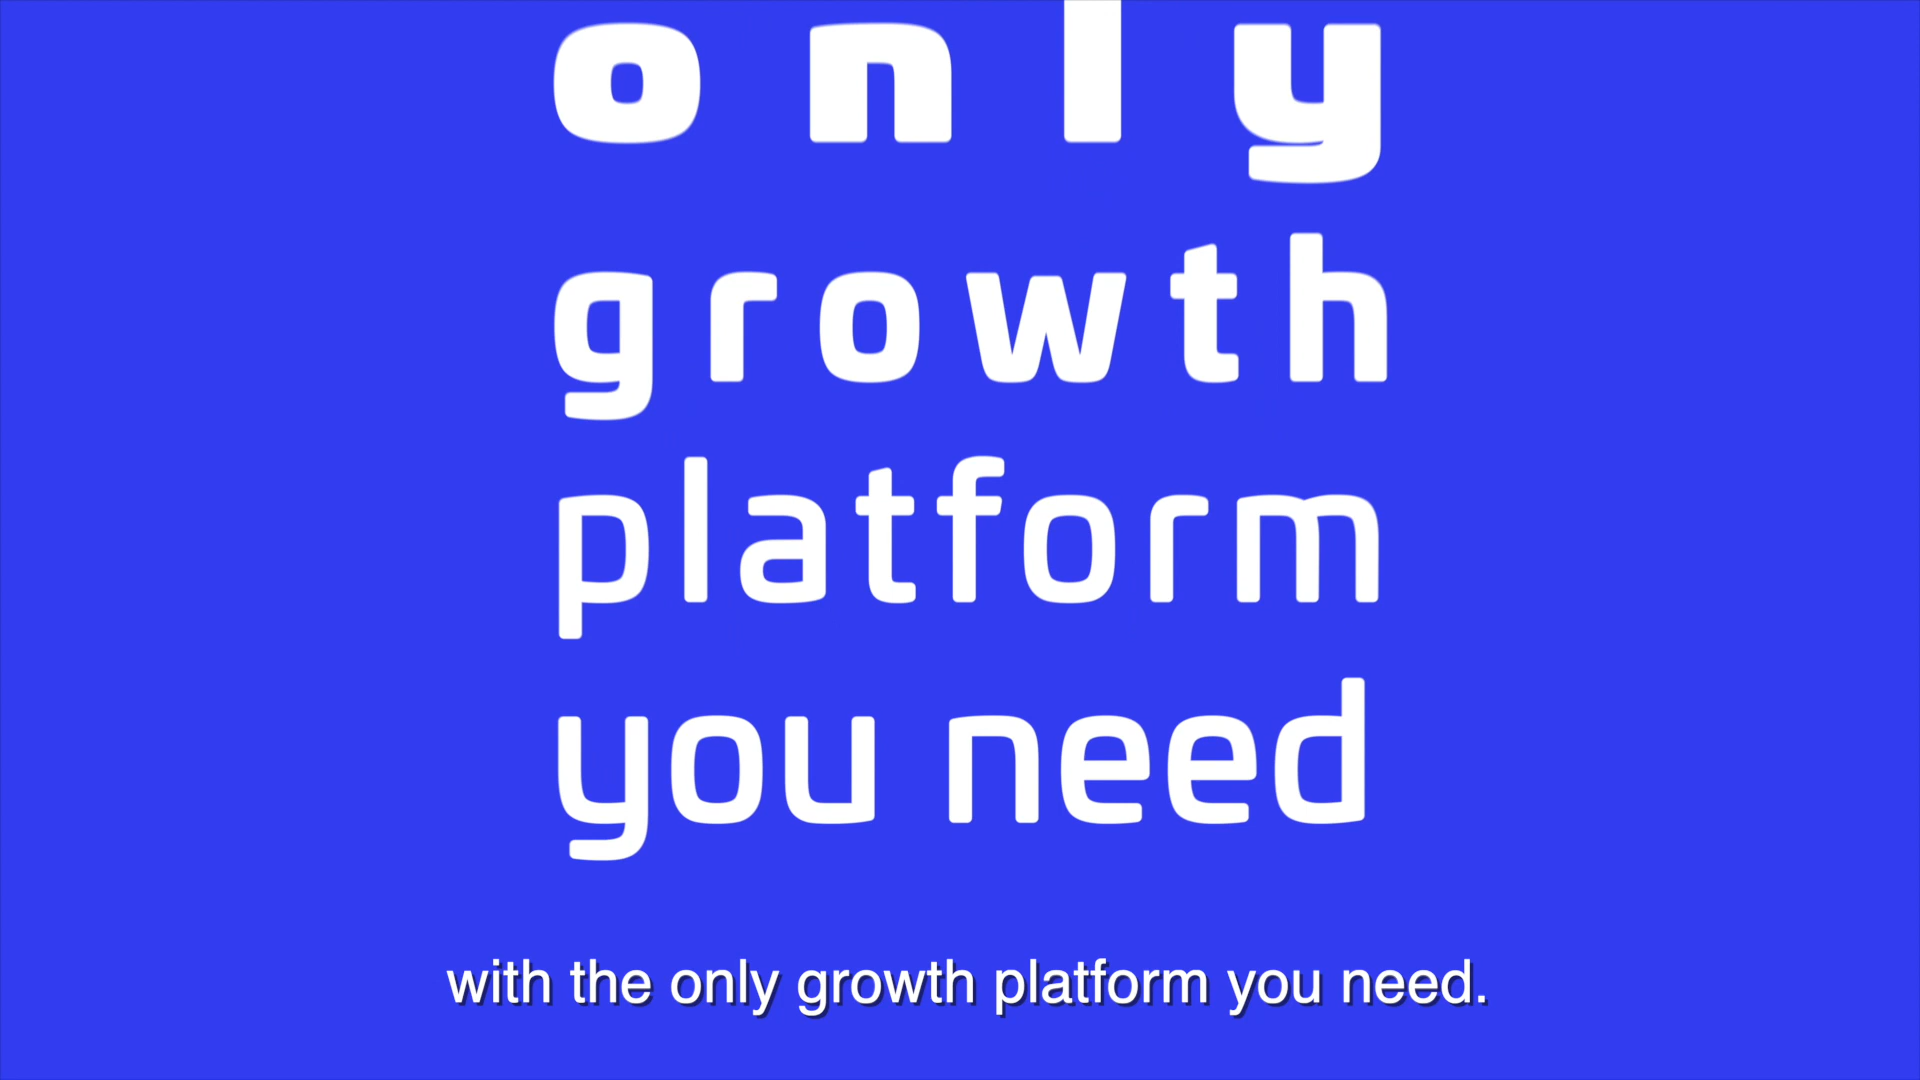 only
growth
platform
you need
with the only growth platform you need.